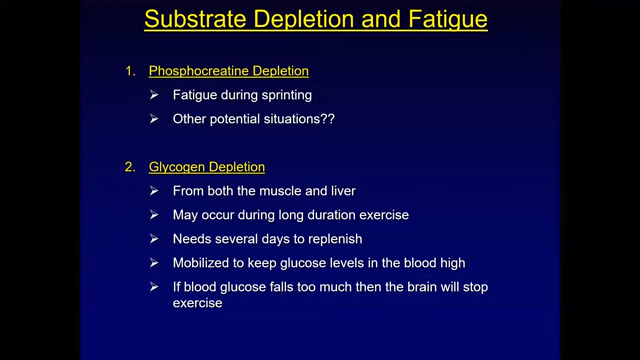 Substrate Depletion and Fatigue
1. Phosphocreatine Depletion
➢ Fatigue during sprinting
➢ Other potential situations??
2. Glycogen Depletion
➢ From both the muscle and liver
➢ May occur during long duration exercise
➢ Needs several days to replenish
➢ Mobilized to keep glucose levels in the blood high
➢ If blood glucose falls too much then the brain will stop
exercise